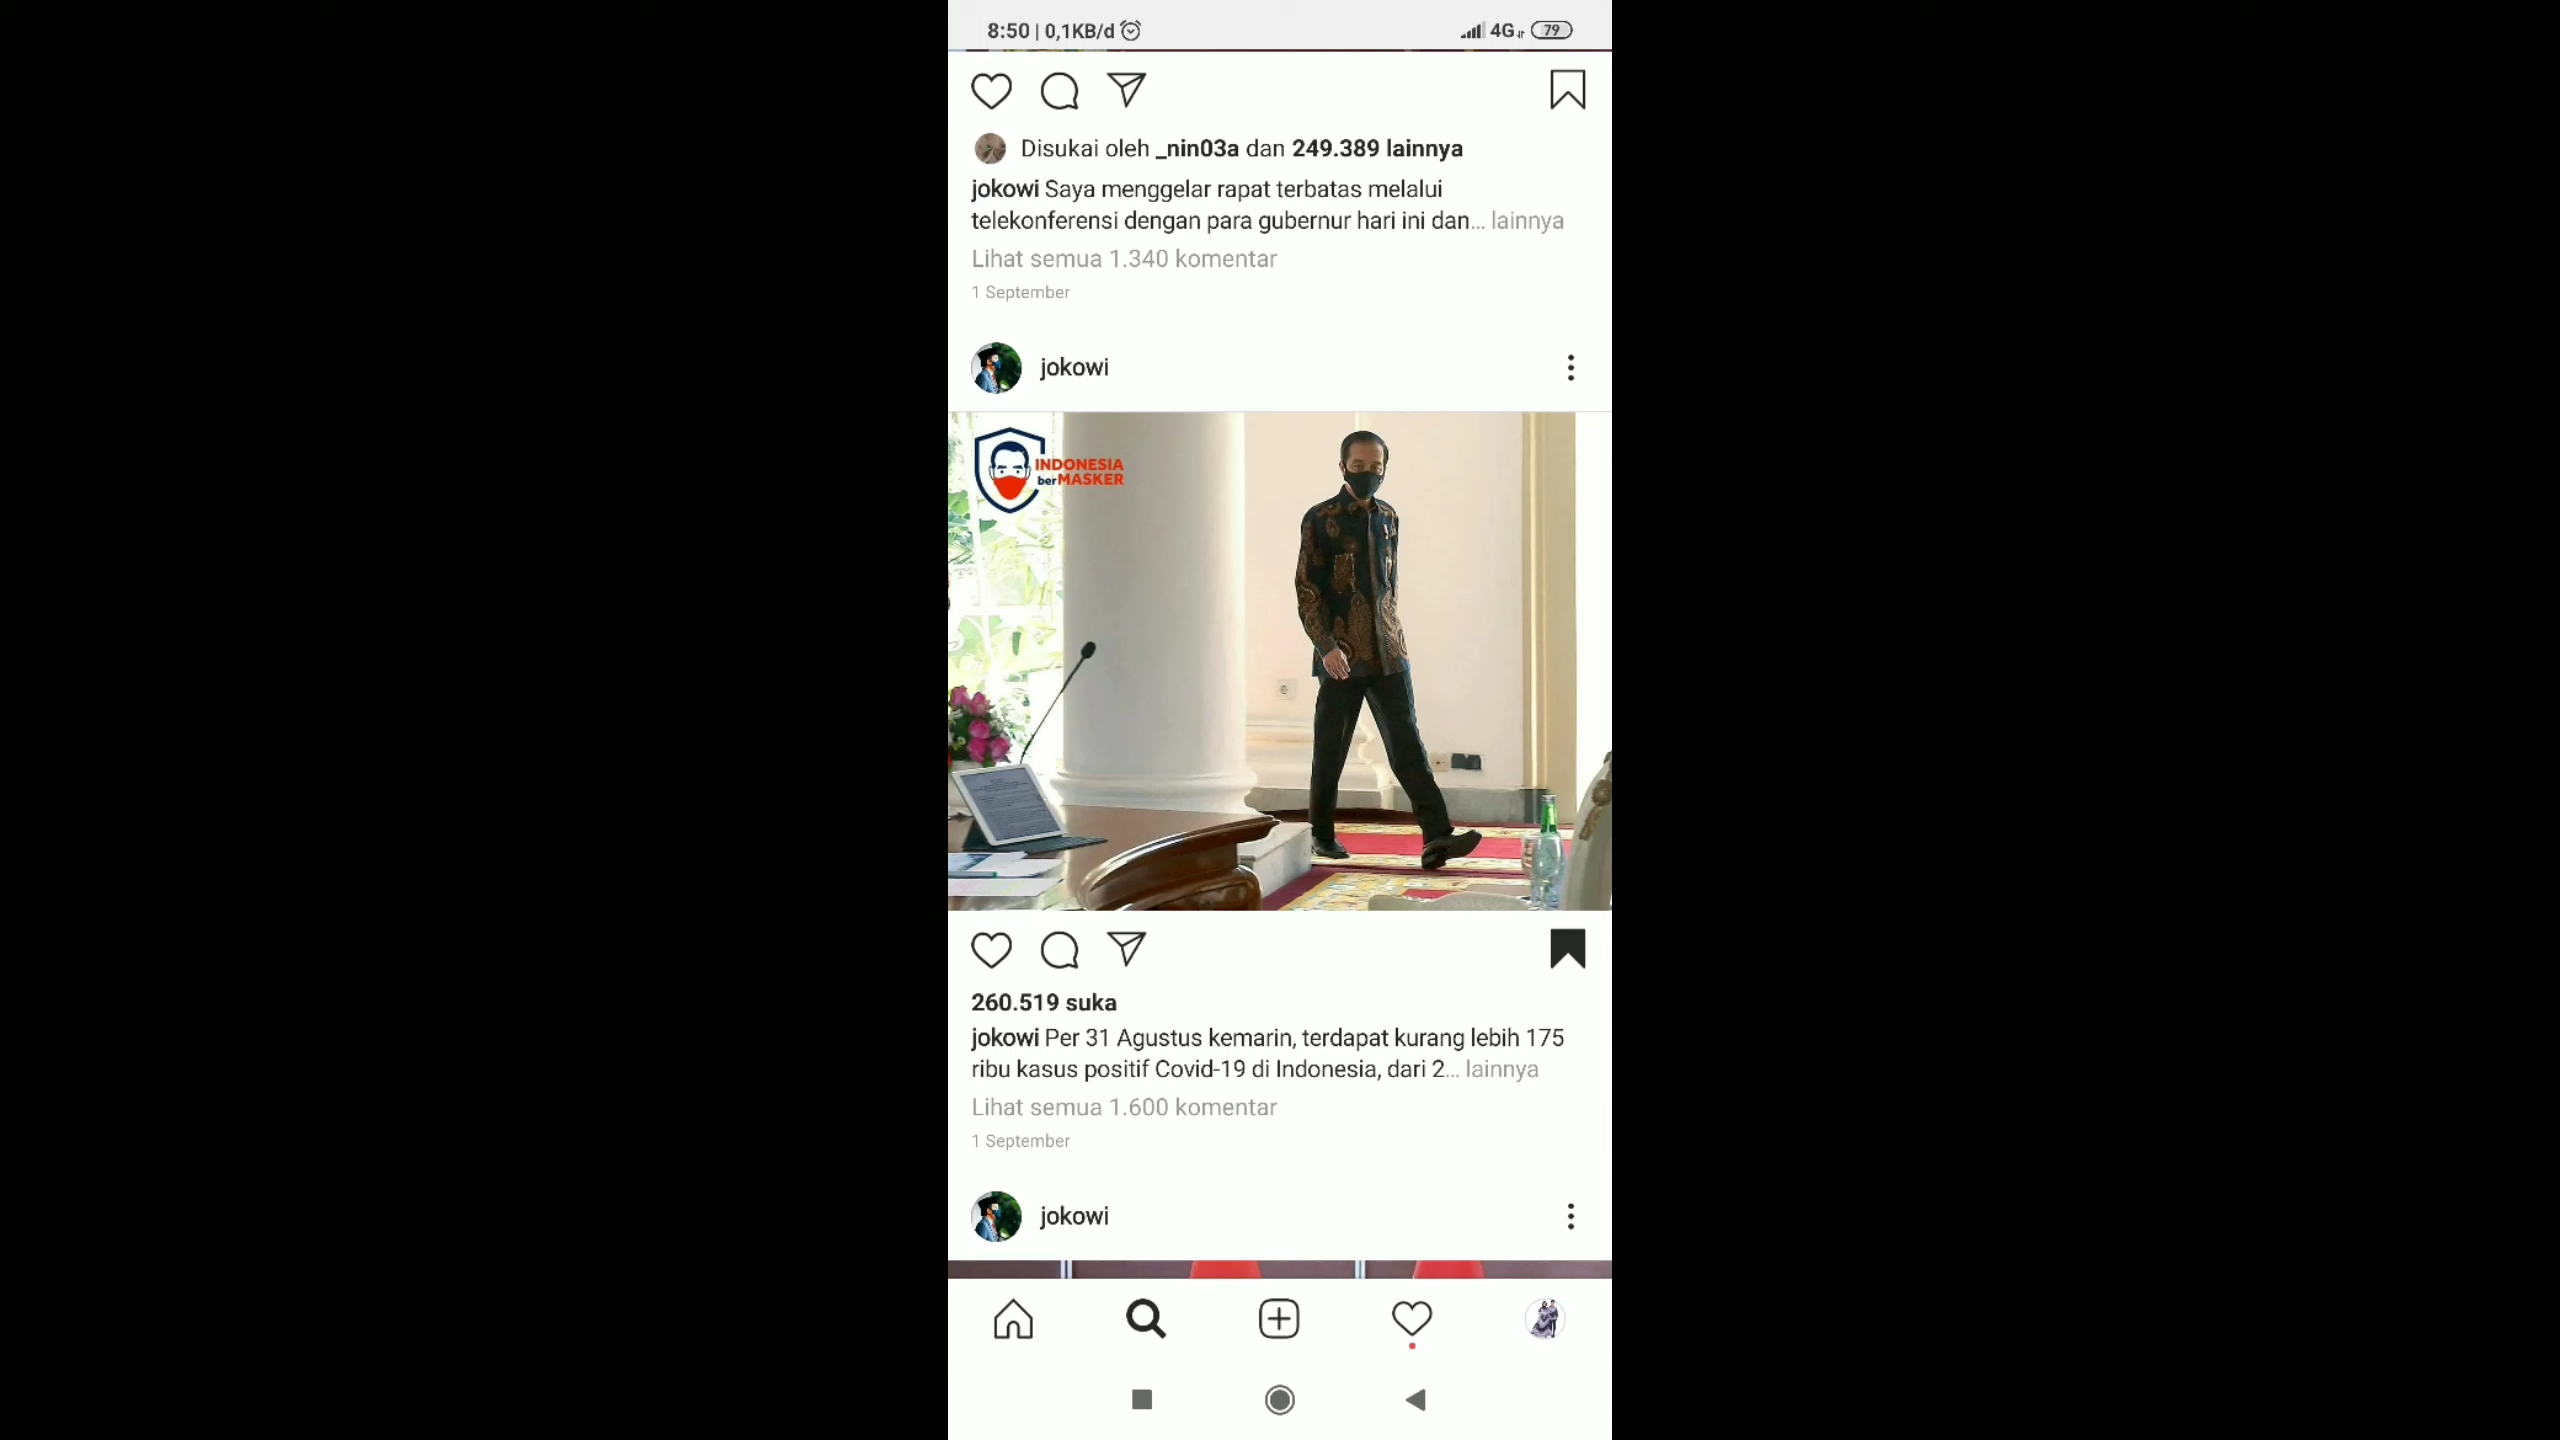 8:50 | 0,1KB/d
4G
79
Disukai oleh _nin03a dan 249.389 lainnya
jokowi Saya menggelar rapat terbatas melalui
telekonferensi dengan para gubernur hari ini dan... lainnya
Lihat semua 1.340 komentar
1 September
jokowi
INDONESIA
berMASKER
260.519 suka
jokowi Per 31 Agustus kemarin, terdapat kurang lebih 175
ribu kasus positif Covid-19 di Indonesia, dari 2... lainnya
Lihat semua 1.600 komentar
1 September
jokowi